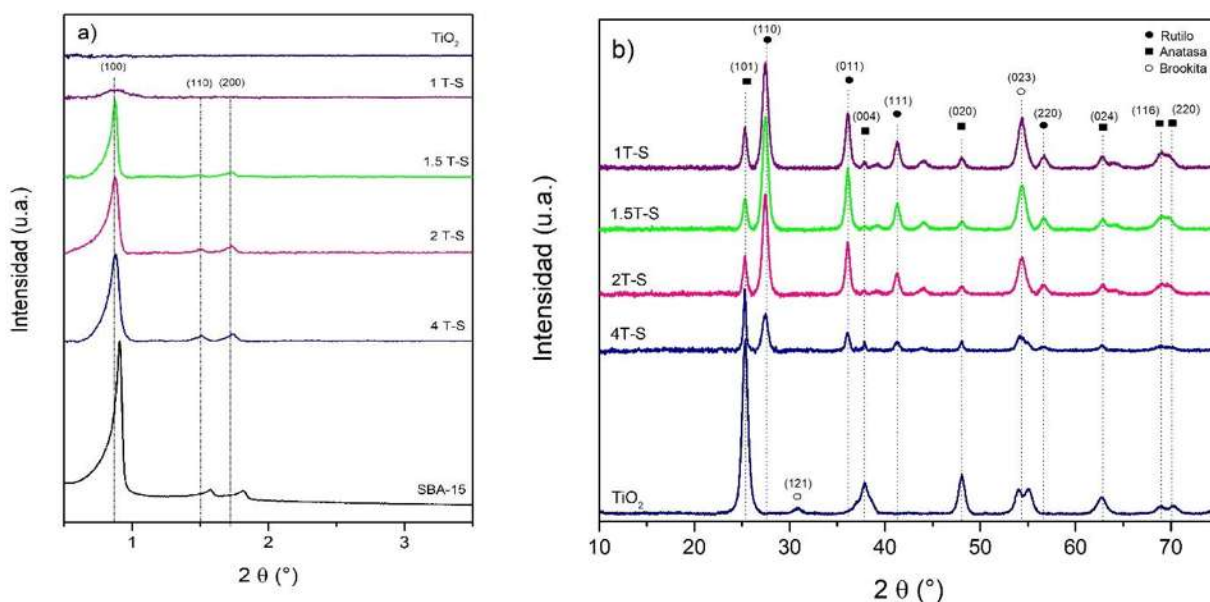 a)
TiO₂
(100)
1 T-S
(110)
(200)
1.5 T-S
2 T-S
4 T-S
SBA-15
Intensidad (u.a.)
1
2
3
2 θ (°)
b)
● Rutilo
■ Anatasa
○ Brookita
(110)
(101)
(011)
(004)
(111)
(020)
(023)
(220)
(024)
(116)
(220)
1T-S
1.5T-S
2T-S
4T-S
(121)
TiO₂
Intensidad (u.a.)
10
20
30
40
50
60
70
2 θ (°)